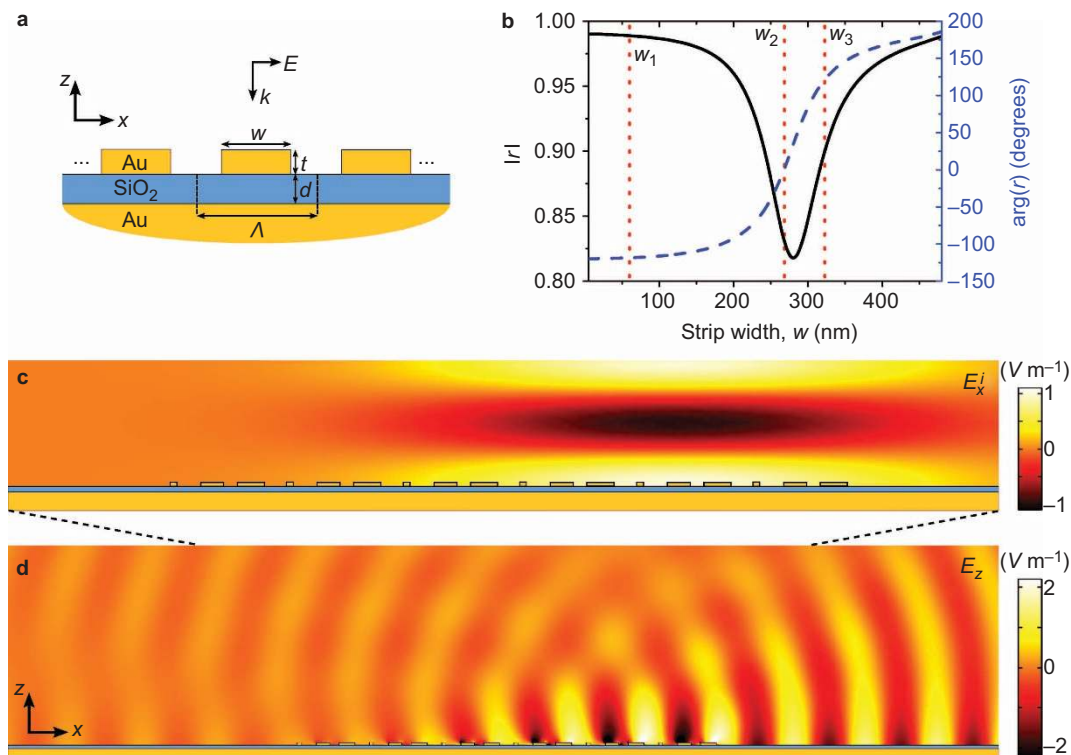 a
z
x
E
k
w
... Au t ...
SiO₂ d
Au Λ
b
1.00
0.95
0.90
0.85
0.80
|r|
w₁
w₂
w₃
200
150
100
50
0
–50
–100
–150
arg(r) (degrees)
100 200 300 400
Strip width, w (nm)
c
Eₓⁱ
(V m⁻¹)
1
0
–1
d
E_z
(V m⁻¹)
2
0
–2
z
x